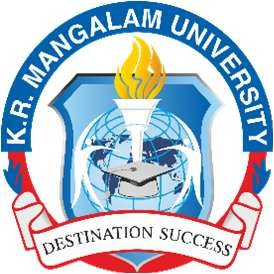 K.R. MANGALAM UNIVERSITY
DESTINATION SUCCESS